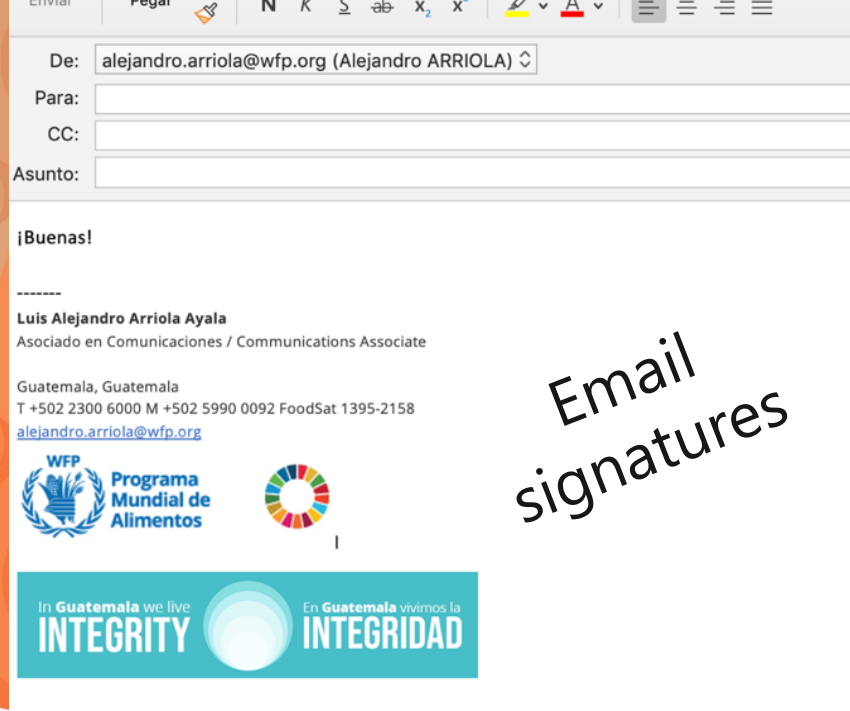 Enviar
Pegar
N K S ab x₂ x
A
De: alejandro.arriola@wfp.org (Alejandro ARRIOLA)
Para:
CC:
Asunto:
¡Buenas!
-------
Luis Alejandro Arriola Ayala
Asociado en Comunicaciones / Communications Associate
Guatemala, Guatemala
T +502 2300 6000 M +502 5990 0092 FoodSat 1395-2158
alejandro.arriola@wfp.org
WFP
Programa
Mundial de
Alimentos
In Guatemala we live
INTEGRITY
En Guatemala vivimos la
INTEGRIDAD
Email
signatures